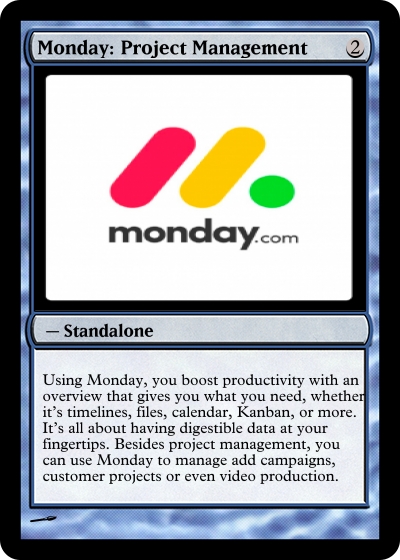 Monday: Project Management 2
monday.com
— Standalone
Using Monday, you boost productivity with an
overview that gives you what you need, whether
it's timelines, files, calendar, Kanban, or more.
It's all about having digestible data at your
fingertips. Besides project management, you
can use Monday to manage add campaigns,
customer projects or even video production.